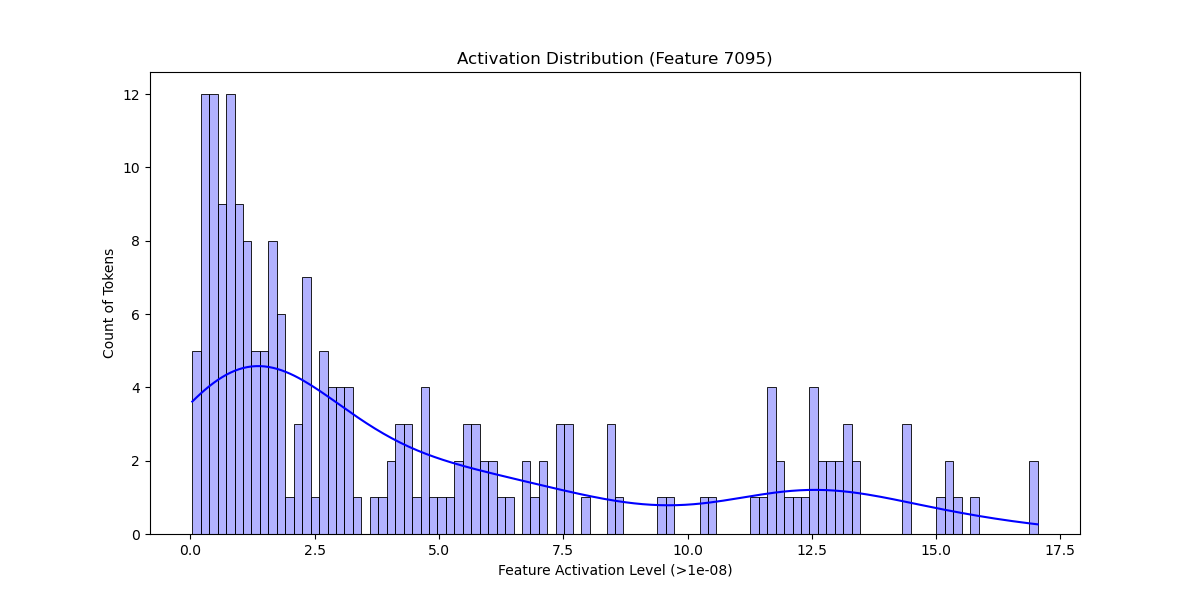 Activation Distribution (Feature 7095)
12
10
8
6
4
2
0
Count of Tokens
0.0 2.5 5.0 7.5 10.0 12.5 15.0 17.5
Feature Activation Level (>1e-08)